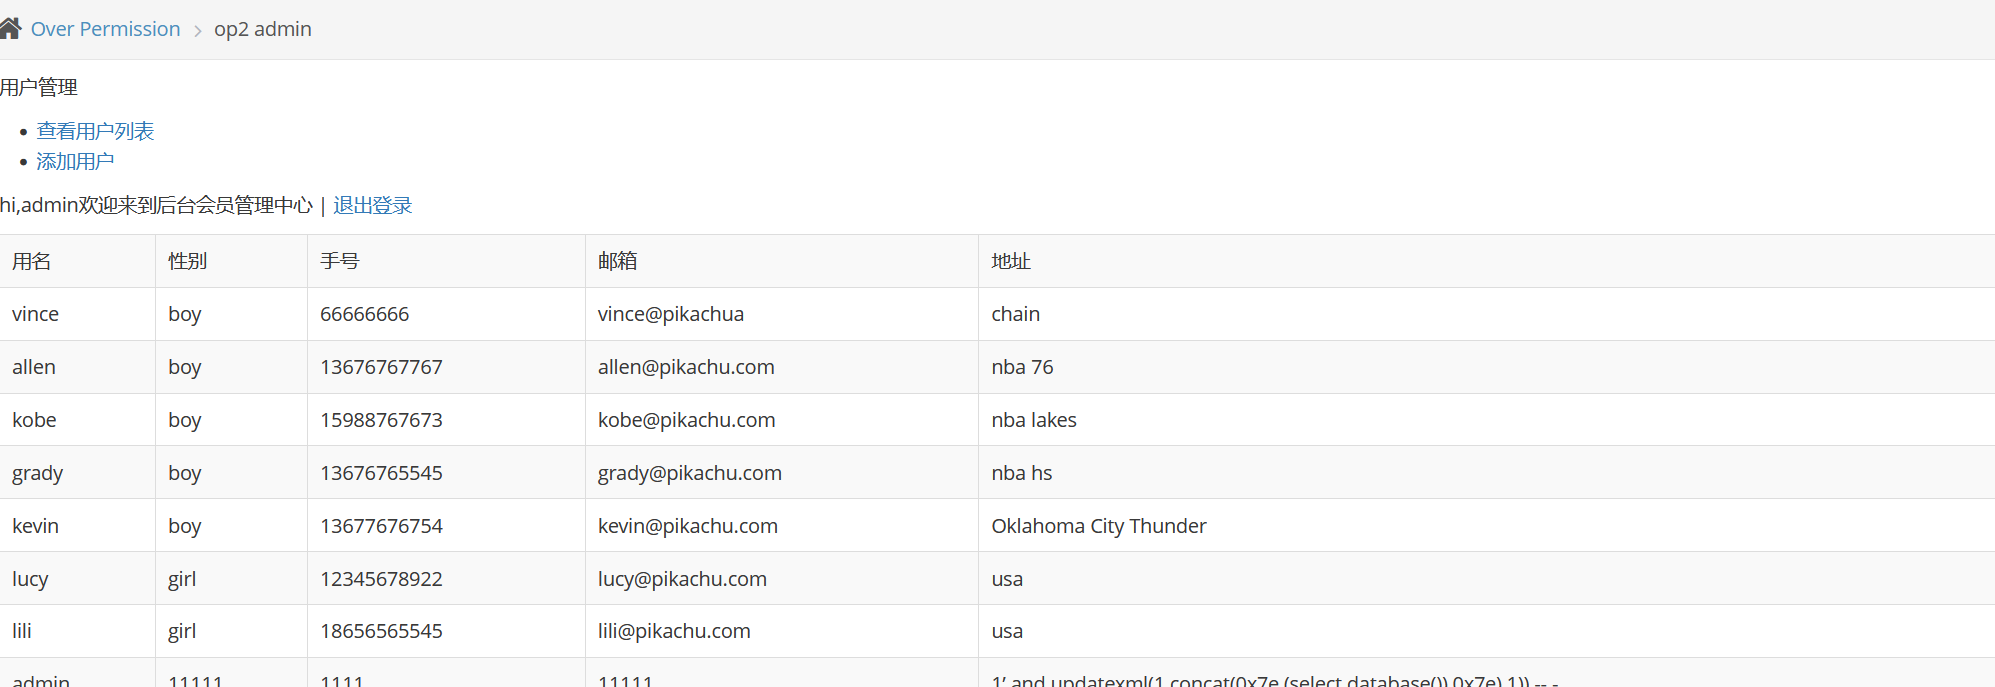 Over Permission > op2 admin
用户管理
• 查看用户列表
• 添加用户
hi,admin欢迎来到后台会员管理中心 | 退出登录
用名 性别 手号 邮箱 地址
vince boy 66666666 vince@pikachua chain
allen boy 13676767767 allen@pikachu.com nba 76
kobe boy 15988767673 kobe@pikachu.com nba lakes
grady boy 13676765545 grady@pikachu.com nba hs
kevin boy 13677676754 kevin@pikachu.com Oklahoma City Thunder
lucy girl 12345678922 lucy@pikachu.com usa
lili girl 18656565545 lili@pikachu.com usa
admin 11111 1111 11111 1’ and updatexml(1,concat(0x7e,(select database()),0x7e),1)) -- -